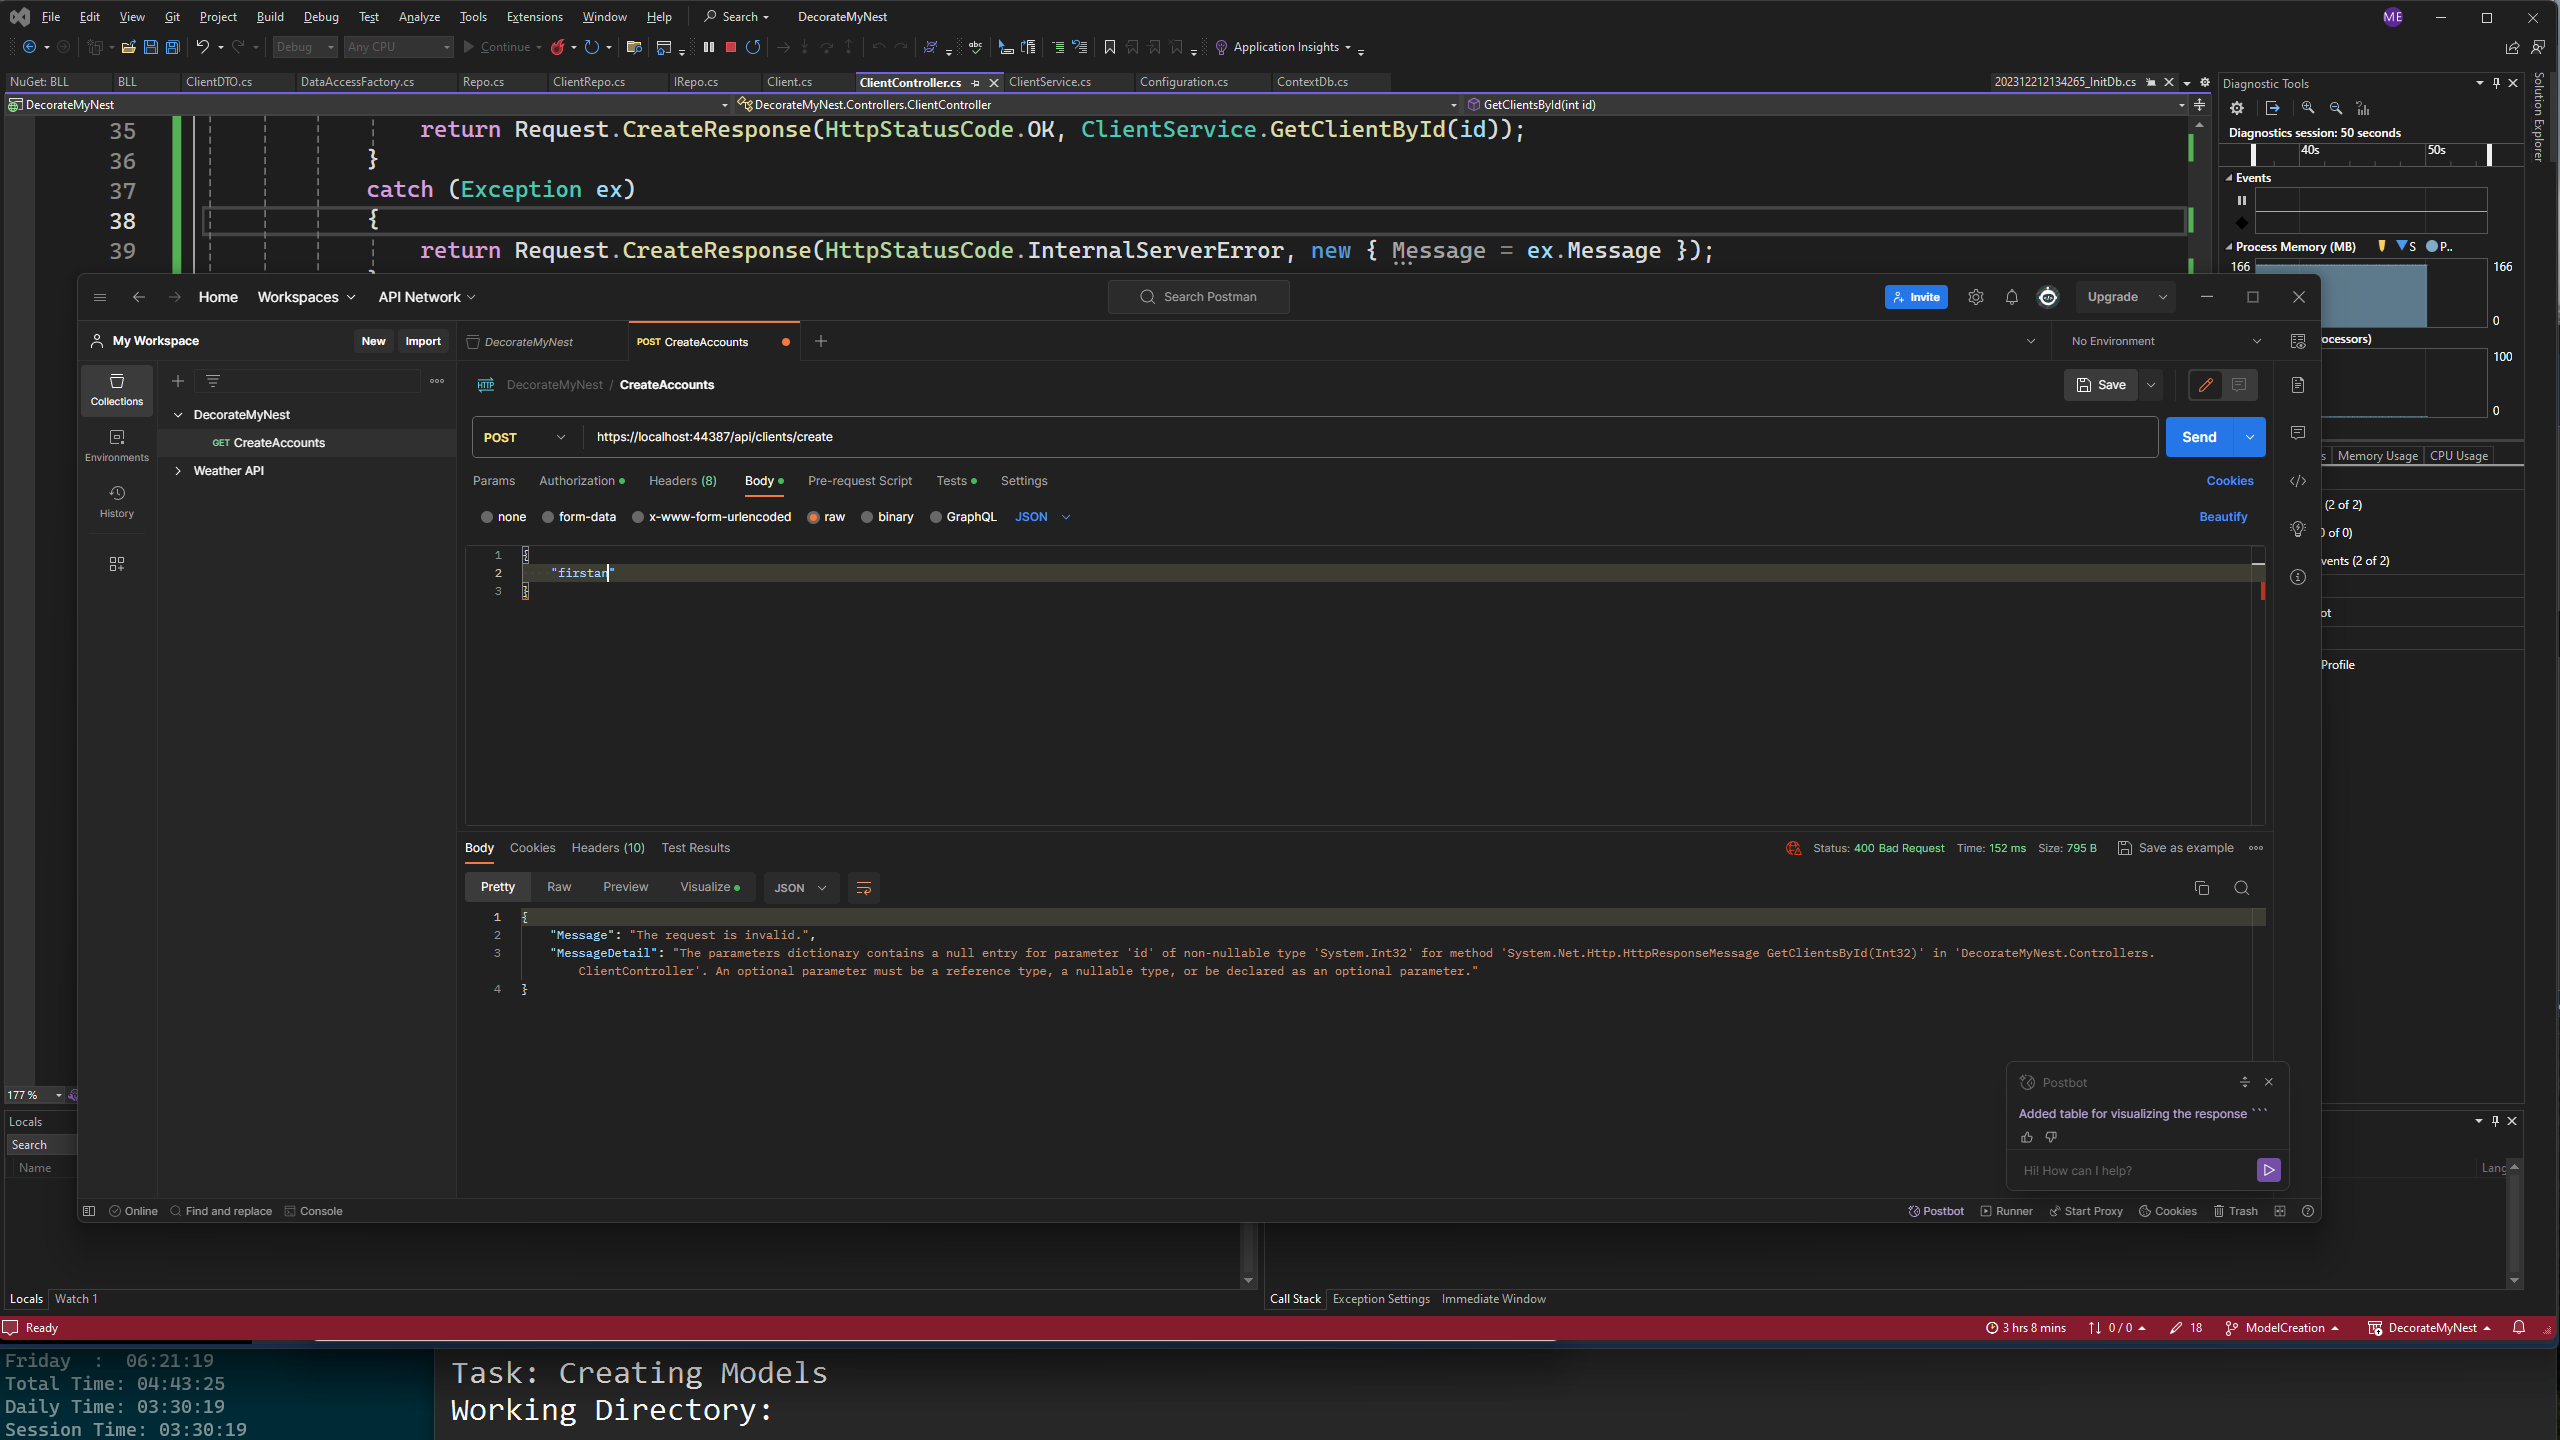 File Edit View Git Project Build Debug Test Analyze Tools Extensions Window Help Search DecorateMyNest ME
Debug Any CPU Continue Application Insights
NuGet: BLL BLL ClientDTO.cs DataAccessFactory.cs Repo.cs ClientRepo.cs IRepo.cs Client.cs ClientController.cs ClientService.cs Configuration.cs ContextDb.cs 202312212134265_InitDb.cs
DecorateMyNest DecorateMyNest.Controllers.ClientController GetClientsById(int id)
35 return Request.CreateResponse(HttpStatusCode.OK, ClientService.GetClientById(id));
36 }
37 catch (Exception ex)
38 {
39 return Request.CreateResponse(HttpStatusCode.InternalServerError, new { Message = ex.Message });
Diagnostic Tools
Diagnostics session: 50 seconds
40s 50s
Events
Process Memory (MB) S P..
166 166
0
ocessors)
100
0
s Memory Usage CPU Usage
(2 of 2)
0 of 0)
vents (2 of 2)
ot
Profile
Solution Explorer
Home Workspaces API Network Search Postman Invite Upgrade
My Workspace New Import DecorateMyNest POST CreateAccounts No Environment
Collections
Environments
History
DecorateMyNest
GET CreateAccounts
Weather API
HTTP DecorateMyNest / CreateAccounts Save
POST https://localhost:44387/api/clients/create Send
Params Authorization Headers (8) Body Pre-request Script Tests Settings Cookies
none form-data x-www-form-urlencoded raw binary GraphQL JSON Beautify
1 {
2 "firstan"
3 }
Body Cookies Headers (10) Test Results Status: 400 Bad Request Time: 152 ms Size: 795 B Save as example
Pretty Raw Preview Visualize JSON
1 {
2 "Message": "The request is invalid.",
3 "MessageDetail": "The parameters dictionary contains a null entry for parameter 'id' of non-nullable type 'System.Int32' for method 'System.Net.Http.HttpResponseMessage GetClientsById(Int32)' in 'DecorateMyNest.Controllers.
ClientController'. An optional parameter must be a reference type, a nullable type, or be declared as an optional parameter."
4 }
Postbot
Added table for visualizing the response ```
Hi! How can I help?
Online Find and replace Console Postbot Runner Start Proxy Cookies Trash
177 %
Locals
Search
Name
Lang
Locals Watch 1 Call Stack Exception Settings Immediate Window
Ready 3 hrs 8 mins 0 / 0 18 ModelCreation DecorateMyNest
Friday : 06:21:19
Total Time: 04:43:25
Daily Time: 03:30:19
Session Time: 03:30:19
Task: Creating Models
Working Directory: